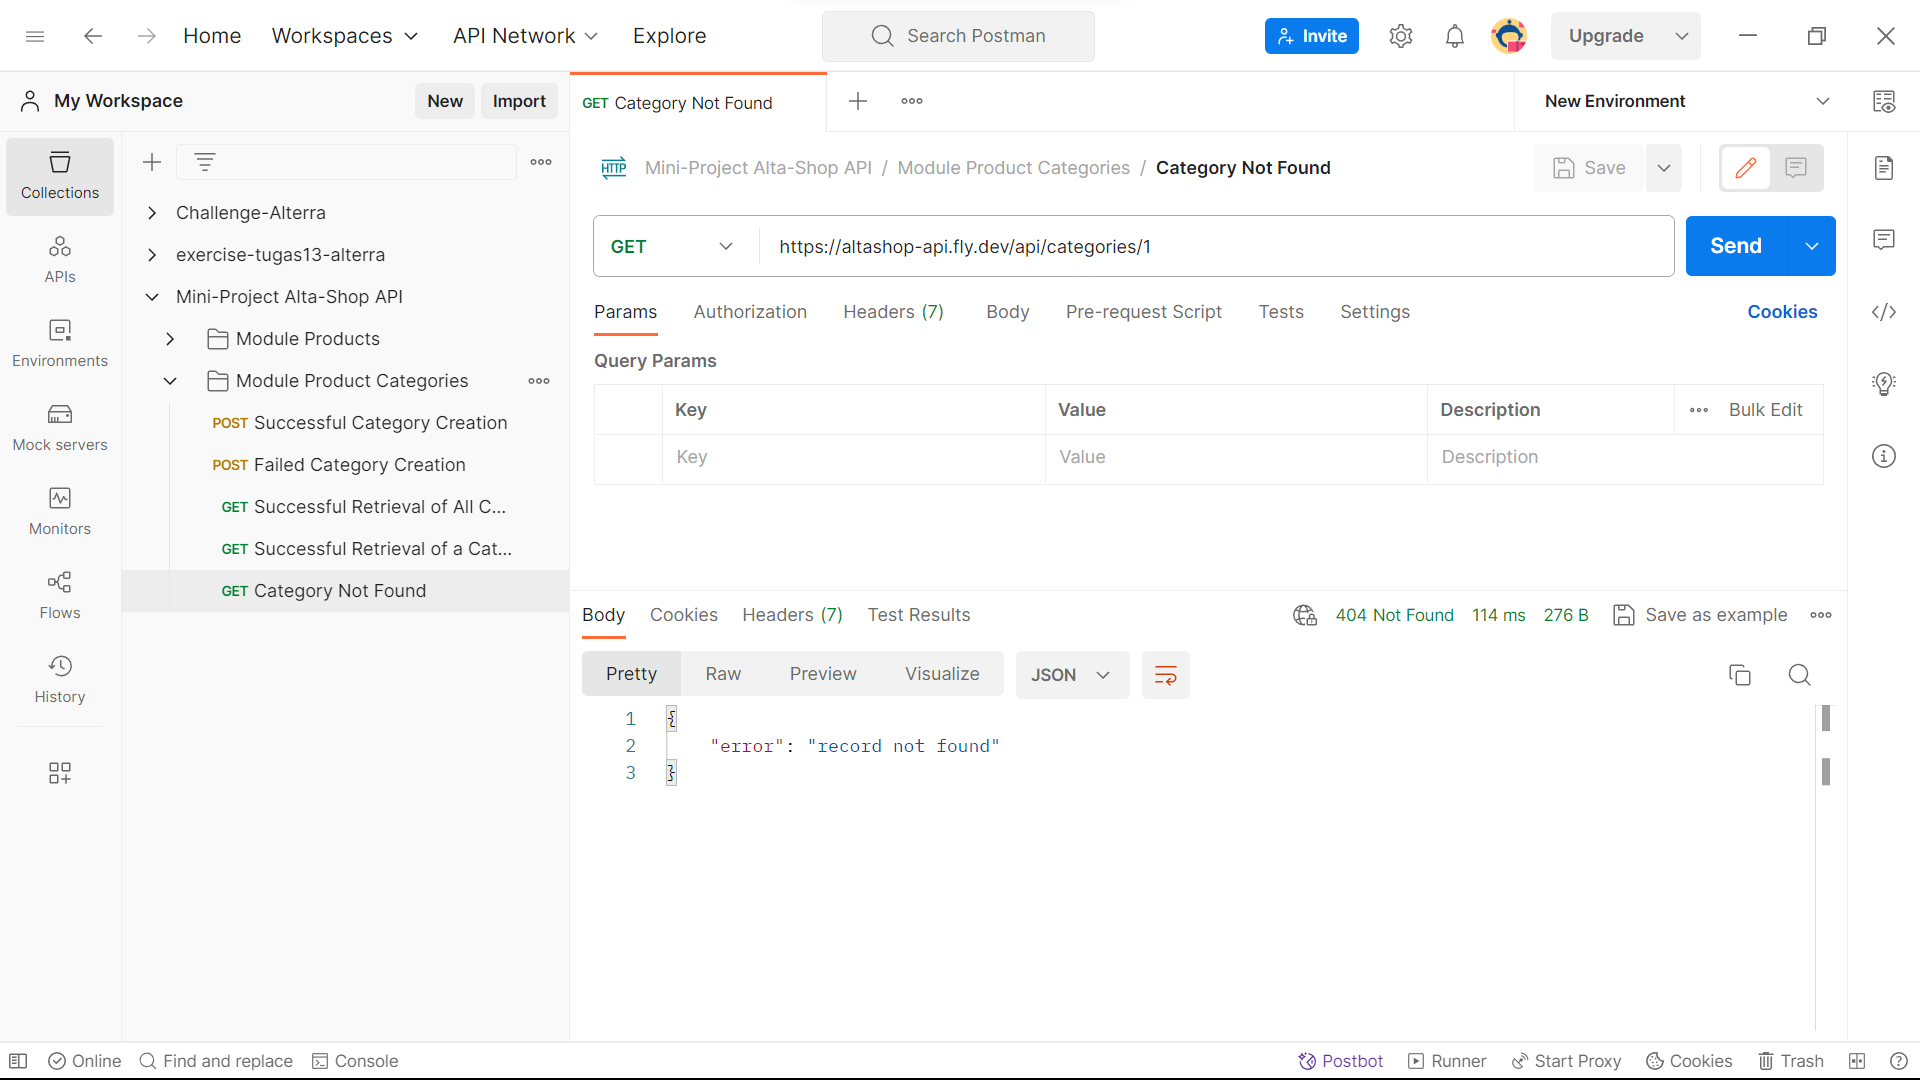 Home
Workspaces
API Network
Explore
Search Postman
Invite
Upgrade
My Workspace
New
Import
GET Category Not Found
New Environment
Collections
APIs
Environments
Mock servers
Monitors
Flows
History
Challenge-Alterra
exercise-tugas13-alterra
Mini-Project Alta-Shop API
Module Products
Module Product Categories
POST Successful Category Creation
POST Failed Category Creation
GET Successful Retrieval of All C...
GET Successful Retrieval of a Cat...
GET Category Not Found
HTTP Mini-Project Alta-Shop API / Module Product Categories / Category Not Found
Save
GET
https://altashop-api.fly.dev/api/categories/1
Send
Params Authorization Headers (7) Body Pre-request Script Tests Settings
Cookies
Query Params
Key Value Description Bulk Edit
Key Value Description
Body Cookies Headers (7) Test Results
404 Not Found 114 ms 276 B Save as example
Pretty Raw Preview Visualize JSON
1 {
2 "error": "record not found"
3 }
Online Find and replace Console
Postbot Runner Start Proxy Cookies Trash